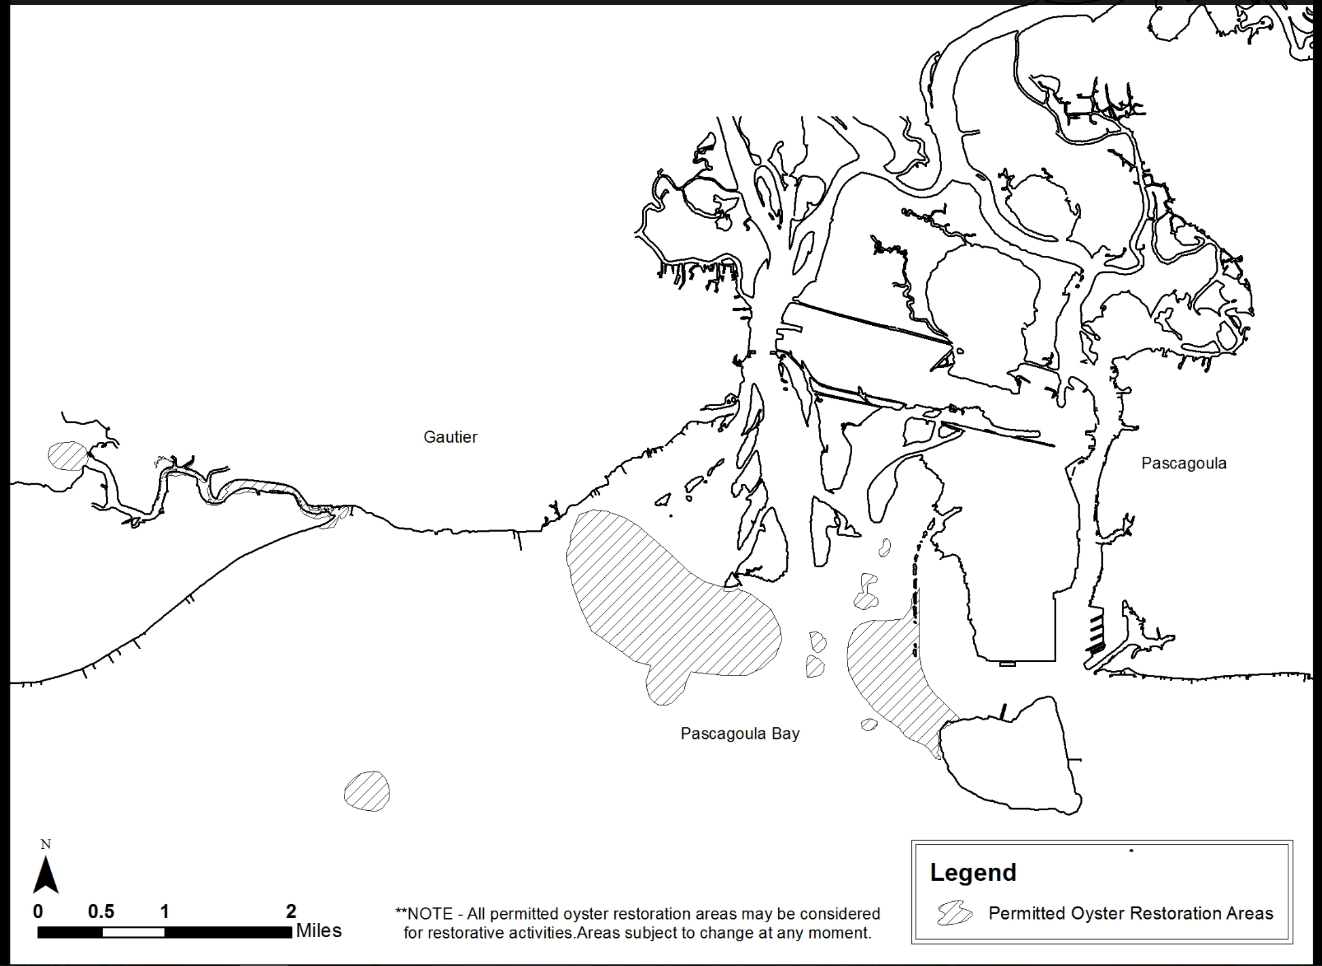 Gautier
Pascagoula
Pascagoula Bay
N
0 0.5 1 2
Miles
**NOTE - All permitted oyster restoration areas may be considered
for restorative activities.Areas subject to change at any moment.
Legend
Permitted Oyster Restoration Areas